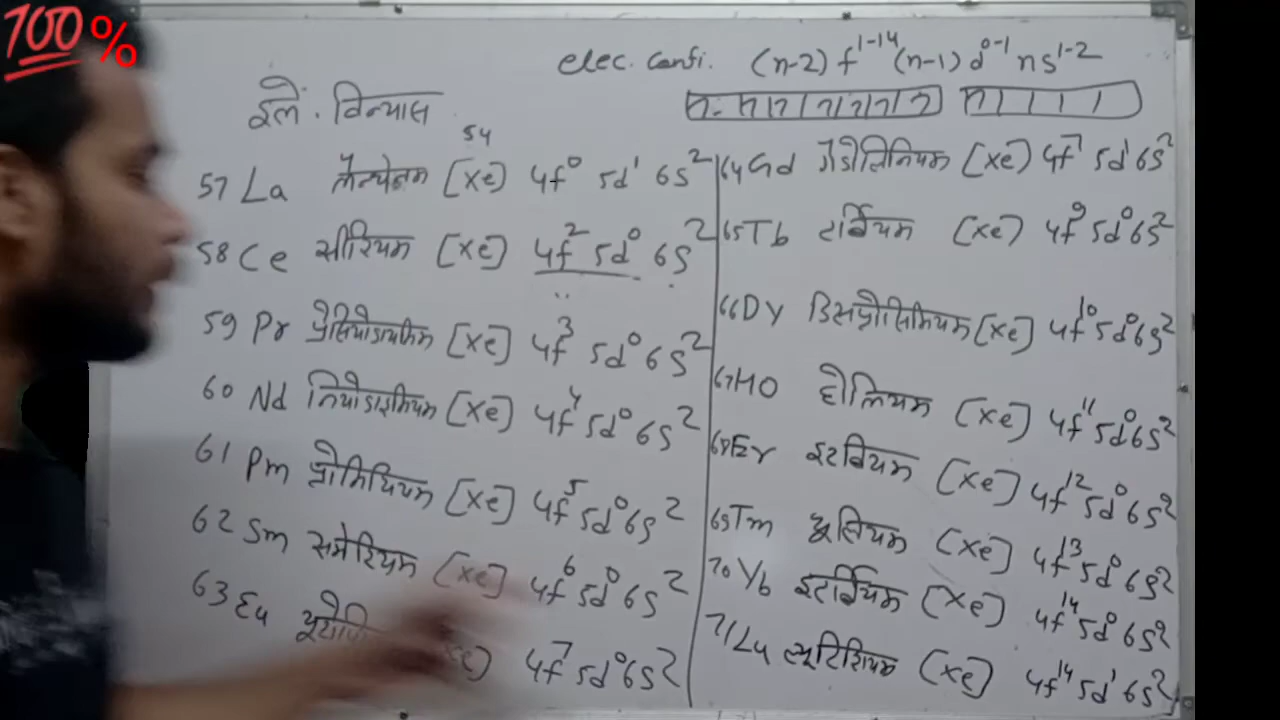 100%
elec. confi. (n-2) f¹⁻¹⁴ (n-1) d⁰⁻¹ ns¹⁻²
इले. विन्यास
54
57 La लैन्थेनम [Xe] 4f⁰ 5d¹ 6s²
58 Ce सीरियम [Xe] 4f² 5d⁰ 6s²
59 Pr प्रेसियोडायमिम [Xe] 4f³ 5d⁰ 6s²
60 Nd नियोडाइमियम [Xe] 4f⁴ 5d⁰ 6s²
61 Pm प्रोमिथियम [Xe] 4f⁵ 5d⁰ 6s²
62 Sm समेरियम [Xe] 4f⁶ 5d⁰ 6s²
63 Eu 4f⁷ 5d⁰ 6s²
64 Gd गैडोलिनियम [Xe] 4f⁷ 5d¹ 6s²
65 Tb टर्बियम [Xe] 4f⁹ 5d⁰ 6s²
66 Dy डिसप्रोसिमियम [Xe] 4f¹⁰ 5d⁰ 6s²
67 HO होलियम [Xe] 4f¹¹ 5d⁰ 6s²
68 Er इरबियम [Xe] 4f¹² 5d⁰ 6s²
69 Tm थूलियम [Xe] 4f¹³ 5d⁰ 6s²
70 Yb इटर्बियम [Xe] 4f¹⁴ 5d⁰ 6s²
71 Lu ल्यूटिशियम [Xe] 4f¹⁴ 5d¹ 6s²